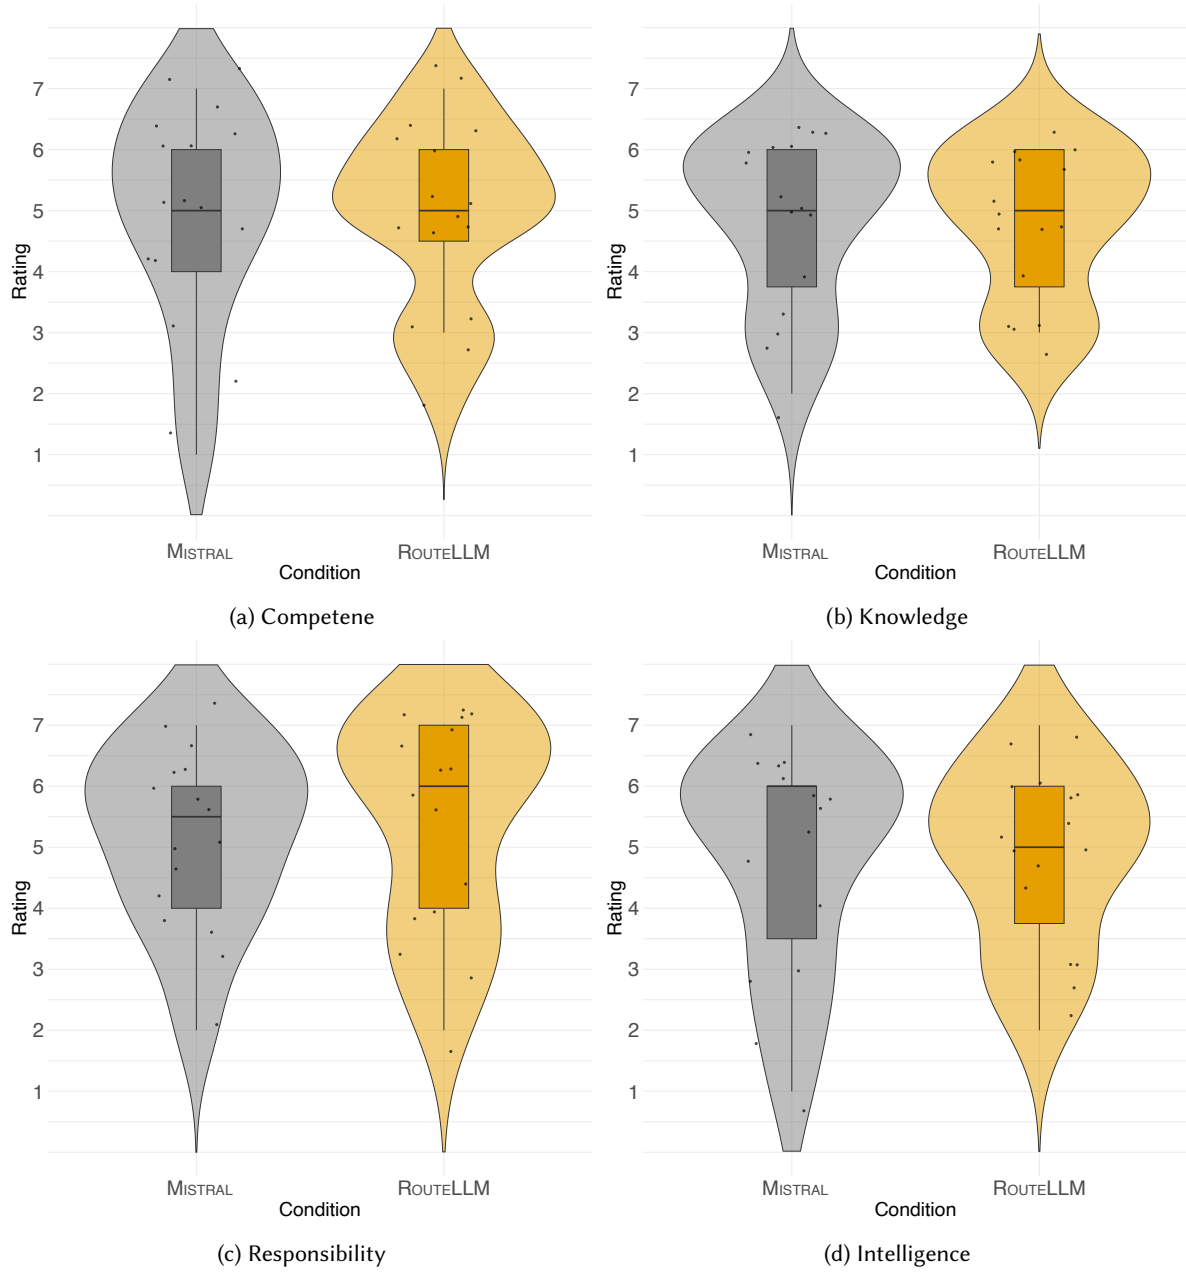 7
6
5
4
3
2
1
Rating
MISTRAL ROUTELLM
Condition
(a) Competene
7
6
5
4
3
2
1
Rating
MISTRAL ROUTELLM
Condition
(b) Knowledge
7
6
5
4
3
2
1
Rating
MISTRAL ROUTELLM
Condition
(c) Responsibility
7
6
5
4
3
2
1
Rating
MISTRAL ROUTELLM
Condition
(d) Intelligence